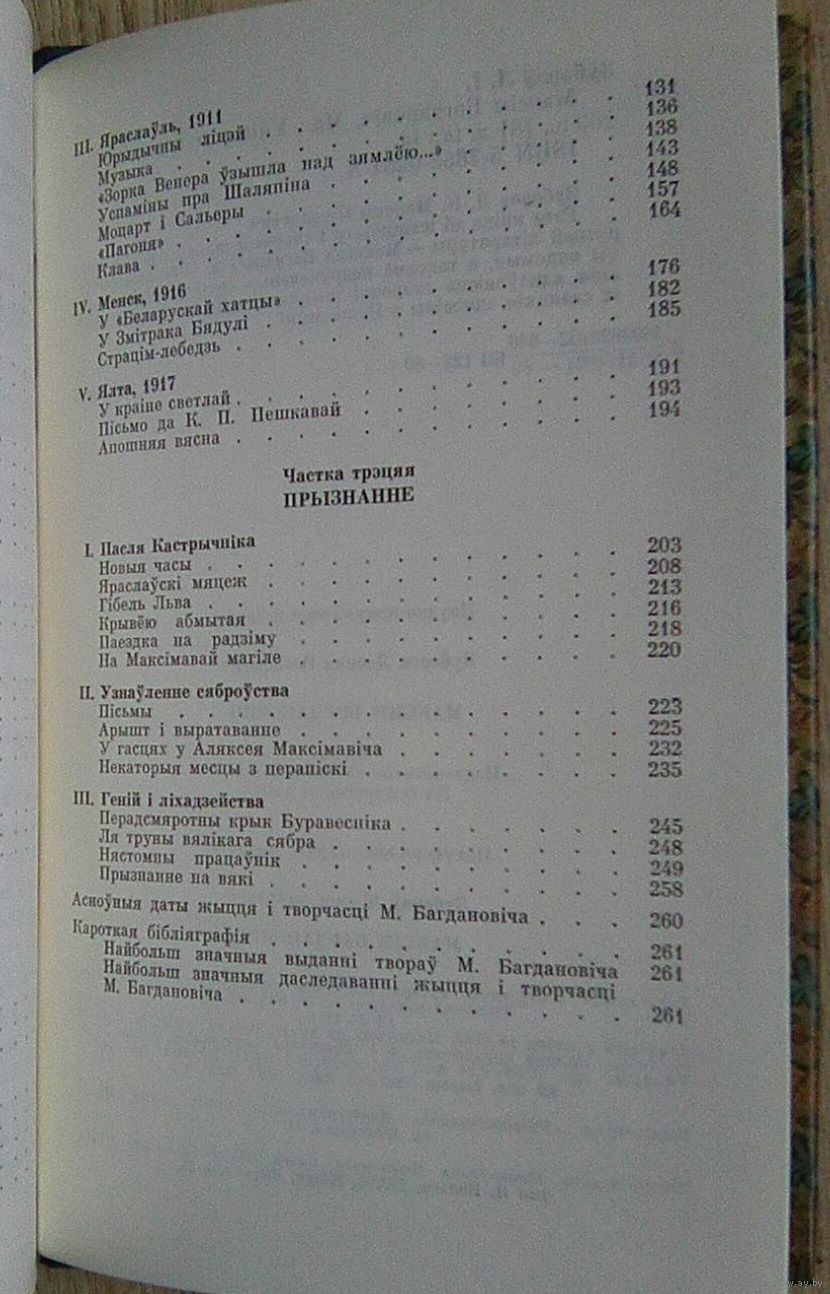 III. Яраслаўль, 1911
Юрыдычны ліцэй . . . . . . . . . 131
Музыка . . . . . . . . . . . 136
«Зорка Венера ўзышла над зямлёю...» . . . . 138
Успаміны пра Шаляпіна . . . . . . . 143
Моцарт і Сальеры . . . . . . . . . 148
«Пагоня» . . . . . . . . . . . 157
Клава . . . . . . . . . . . . 164
IV. Менск, 1916
У «Беларускай хатцы» . . . . . . . . 176
У Змітрака Бядулі . . . . . . . . . 182
Страцім-лебедзь . . . . . . . . . . 185
V. Ялта, 1917
У краіне светлай . . . . . . . . . . 191
Пісьмо да К. П. Пешкавай . . . . . . . 193
Апошняя вясна . . . . . . . . . . 194
Частка трэцяя
ПРЫЗНАННЕ
I. Пасля Кастрычніка
Новыя часы . . . . . . . . . . . 203
Яраслаўскі мяцеж . . . . . . . . . 208
Гібель Льва . . . . . . . . . . . 213
Крывёю абмытая . . . . . . . . . 216
Паездка на радзіму . . . . . . . . 218
На Максімавай магіле . . . . . . . . 220
II. Узнаўленне сяброўства
Пісьмы . . . . . . . . . . . 223
Арышт і выратаванне . . . . . . . . 225
У гасцях у Аляксея Максімавіча . . . . . . 232
Некаторыя месцы з перапіскі . . . . . . . 235
III. Геній і ліхадзейства
Перадсмяротны крык Буравесніка . . . . . . 245
Ля труны вялікага сябра . . . . . . . 248
Нястомны працаўнік . . . . . . . . 249
Прызнанне на вякі . . . . . . . . . 258
Асноўныя даты жыцця і творчасці М. Багдановіча . . . 260
Кароткая бібліяграфія . . . . . . . . . 261
Найбольш значныя выданні твораў М. Багдановіча 261
Найбольш значныя даследаванні жыцця і творчасці
М. Багдановіча . . . . . . . . . . 261
www.ay.by